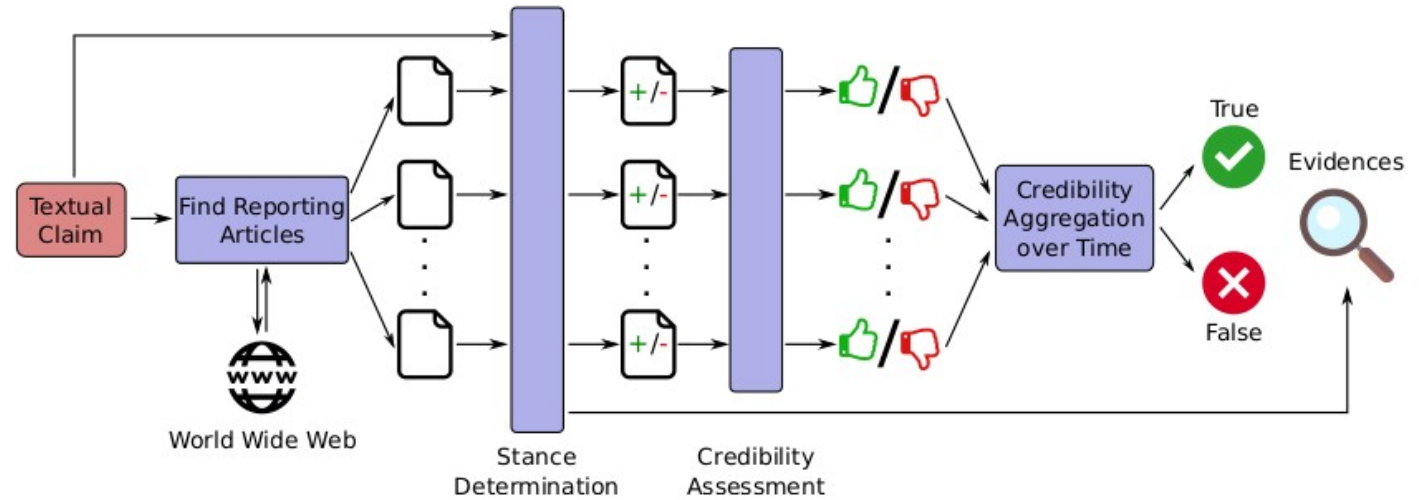 Textual
Claim
Find Reporting
Articles
www
World Wide Web
+/-
+/-
+/-
Stance
Determination
Credibility
Assessment
Credibility
Aggregation
over Time
True
False
Evidences